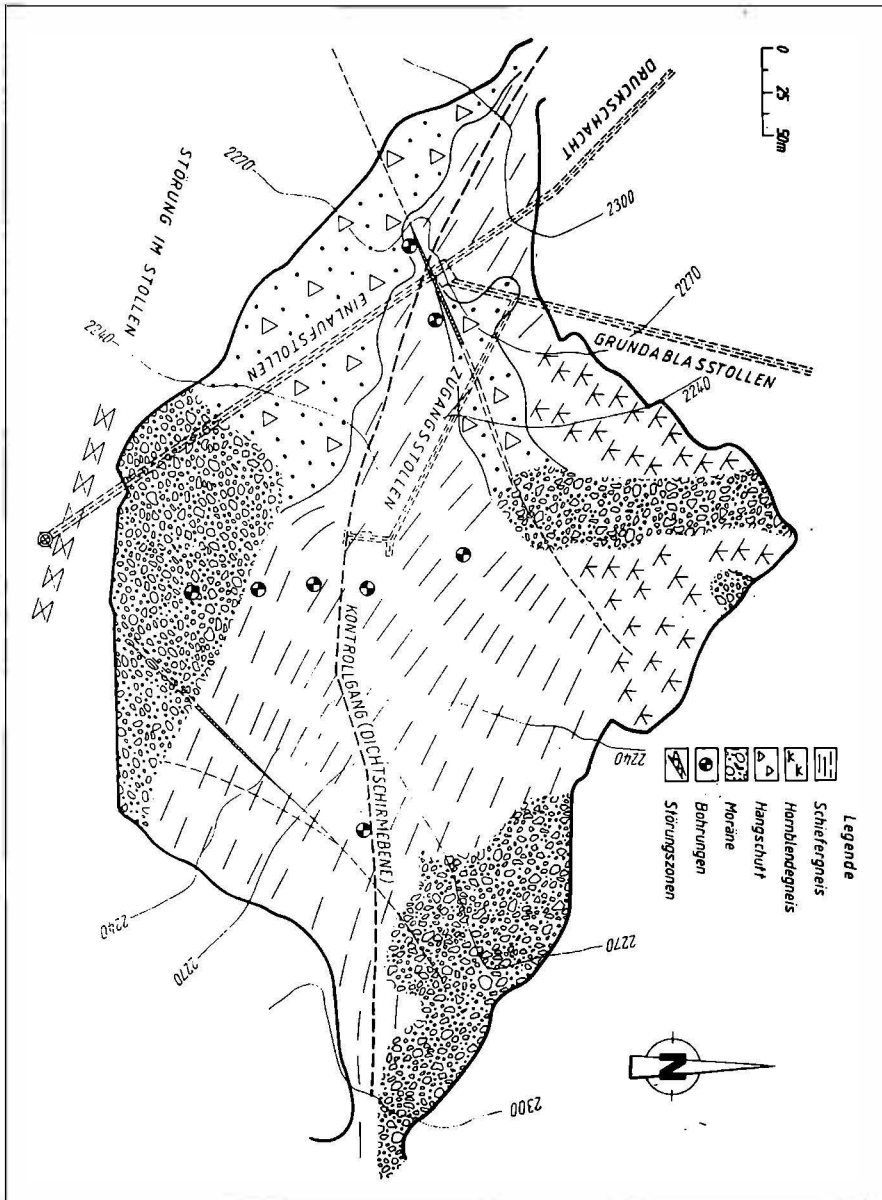 0 25 50m
DRUCKSCHACHT
2300
2270
GRUNDABLASSTOLLEN
2240
2270
STÖRUNG IM STOLLEN
2240
EINLAUFSTOLLEN
ZUGANGSSTOLLEN
KONTROLLGANG (DICHTSCHIRMEBENE)
2240
2240
2270
2270
2300
Legende
Schiefergneis
Hornblendegneis
Hangschutt
Moräne
Bohrungen
Störungszonen
N